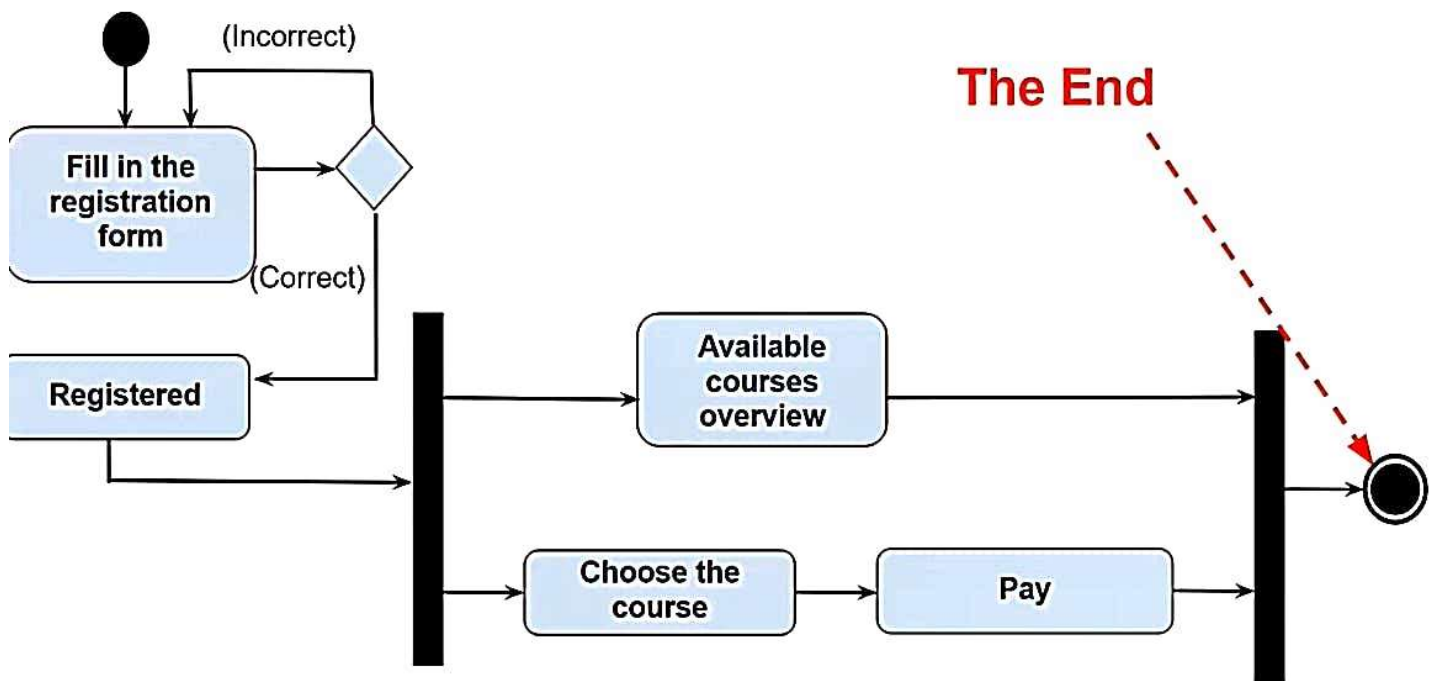 (Incorrect)
The End
Fill in the
registration
form
(Correct)
Registered
Available
courses
overview
Choose the
course
Pay